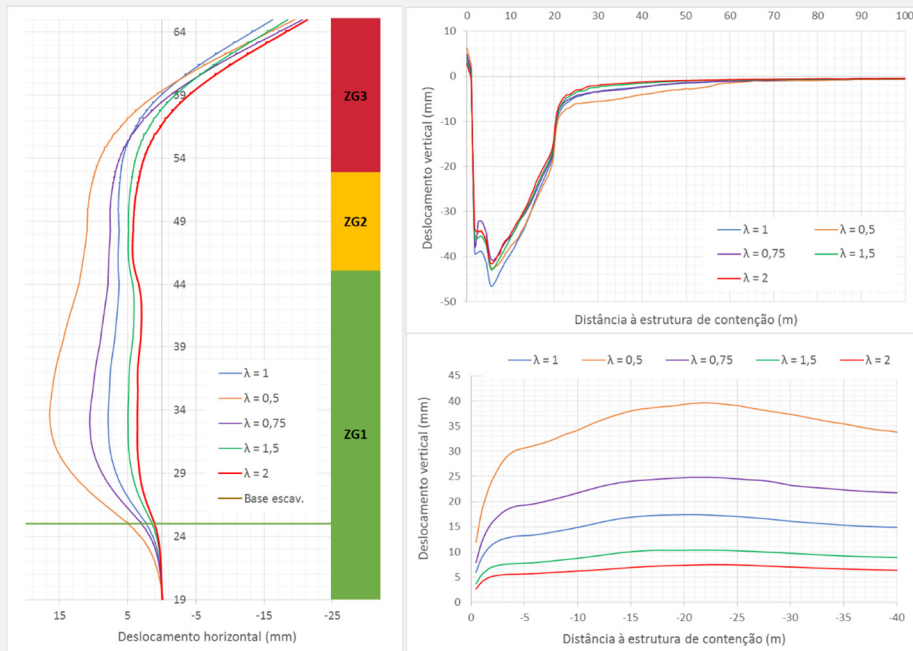 64
59
54
49
44
39
34
29
24
19
15
5
-5
-15
-25
ZG3
ZG2
ZG1
λ = 1
λ = 0,5
λ = 0,75
λ = 1,5
λ = 2
Base escav.
Deslocamento horizontal (mm)
0 10 20 30 40 50 60 70 80 90 100
10
0
-10
-20
-30
-40
-50
Deslocamento vertical (mm)
λ = 1 λ = 0,5
λ = 0,75 λ = 1,5
λ = 2
Distância à estrutura de contenção (m)
λ = 1 λ = 0,5 λ = 0,75 λ = 1,5 λ = 2
45
40
35
30
25
20
15
10
5
0
Deslocamento vertical (mm)
0 -5 -10 -15 -20 -25 -30 -35 -40
Distância à estrutura de contenção (m)